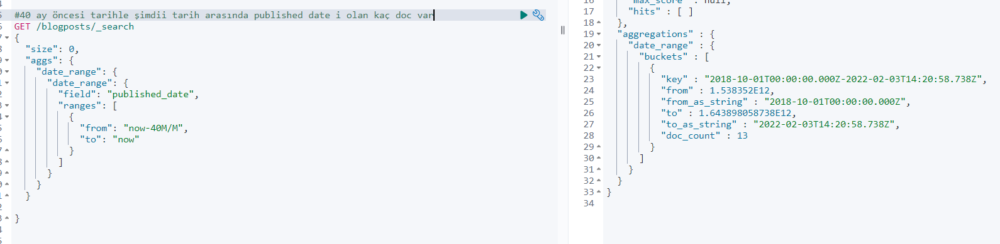 #40 ay öncesi tarihle şimdii tarih arasında published date i olan kaç doc var
GET /blogposts/_search
{
  "size": 0,
  "aggs": {
    "date_range": {
      "date_range": {
        "field": "published_date",
        "ranges": [
          {
            "from": "now-40M/M",
            "to": "now"
          }
        ]
      }
    }
  }
}
16 "max_score" : null,
17 "hits" : [ ]
18 },
19 "aggregations" : {
20 "date_range" : {
21 "buckets" : [
22 {
23 "key" : "2018-10-01T00:00:00.000Z-2022-02-03T14:20:58.738Z",
24 "from" : 1.538352E12,
25 "from_as_string" : "2018-10-01T00:00:00.000Z",
26 "to" : 1.643898058738E12,
27 "to_as_string" : "2022-02-03T14:20:58.738Z",
28 "doc_count" : 13
29 }
30 ]
31 }
32 }
33 }
34